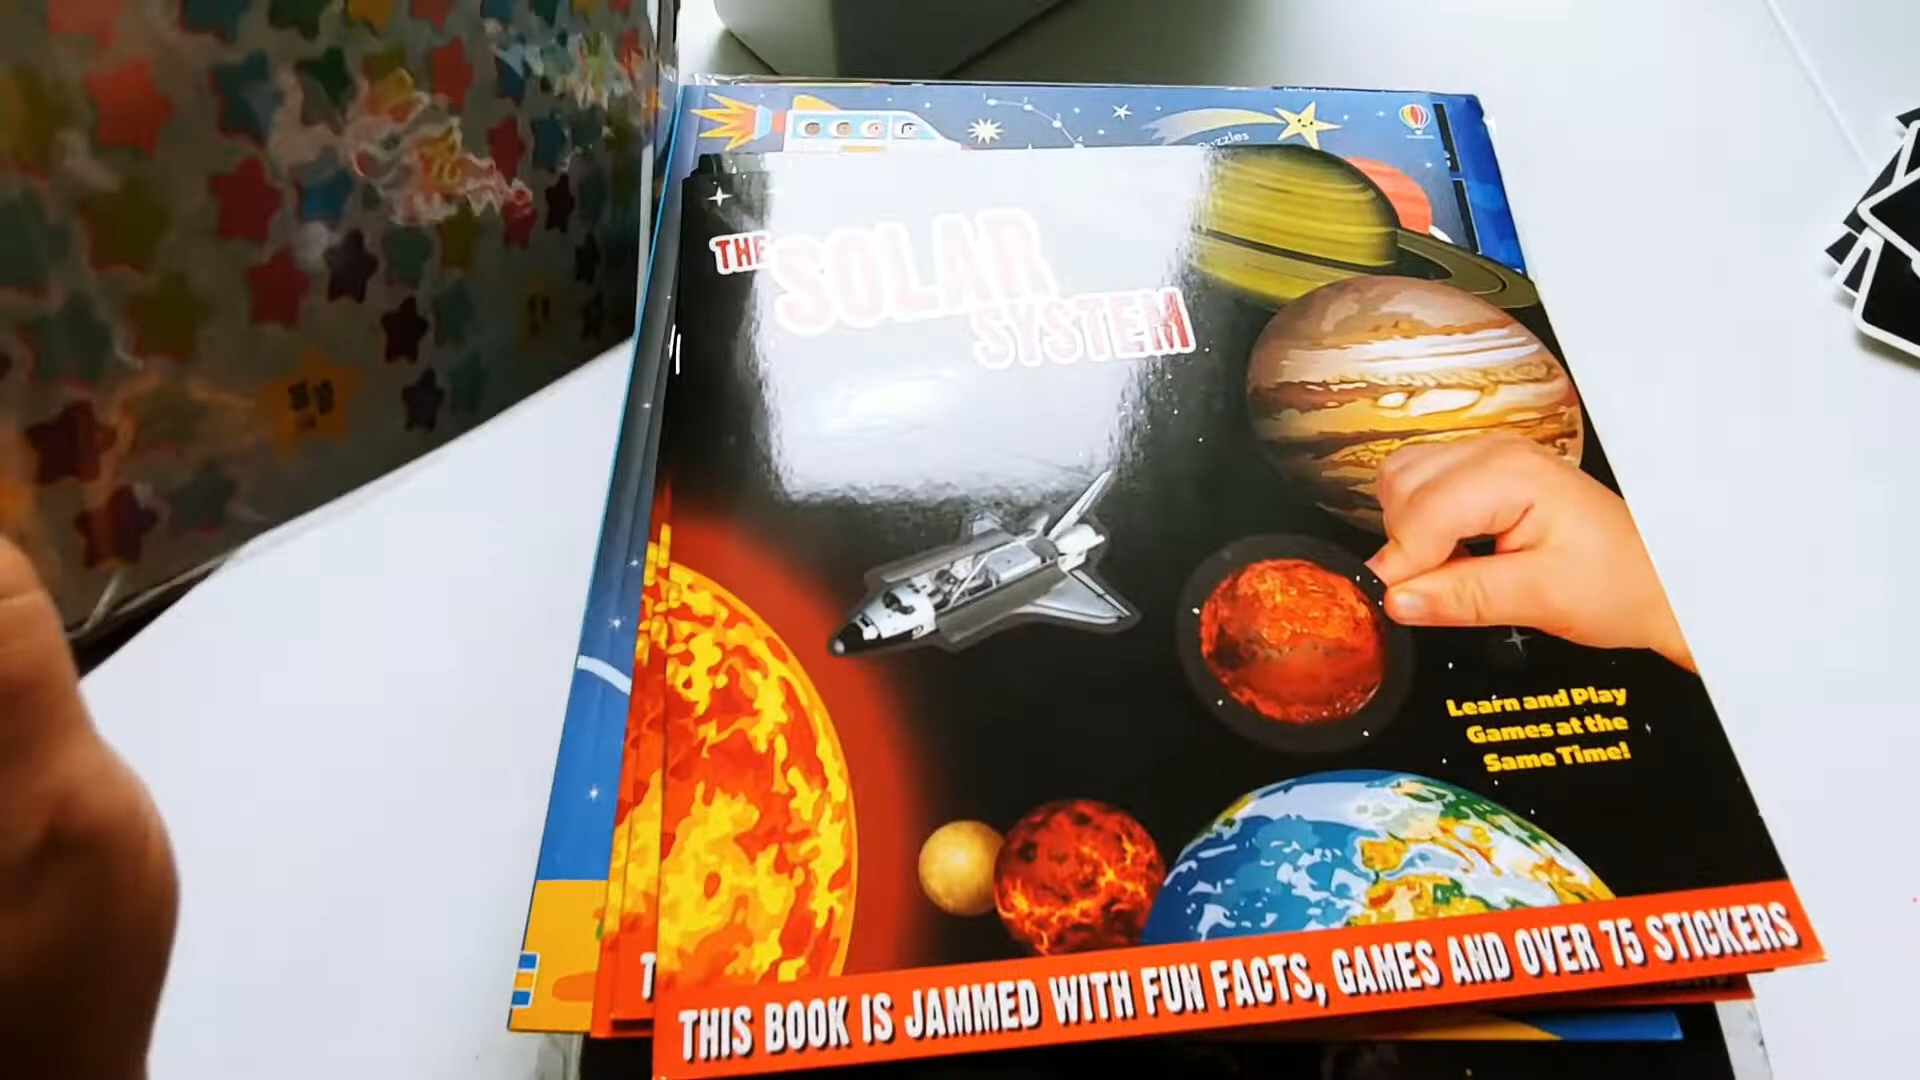 Puzzles
THE
SOLAR
SYSTEM
Learn and Play
Games at the
Same Time!
THIS BOOK IS JAMMED WITH FUN FACTS, GAMES AND OVER 75 STICKERS
T